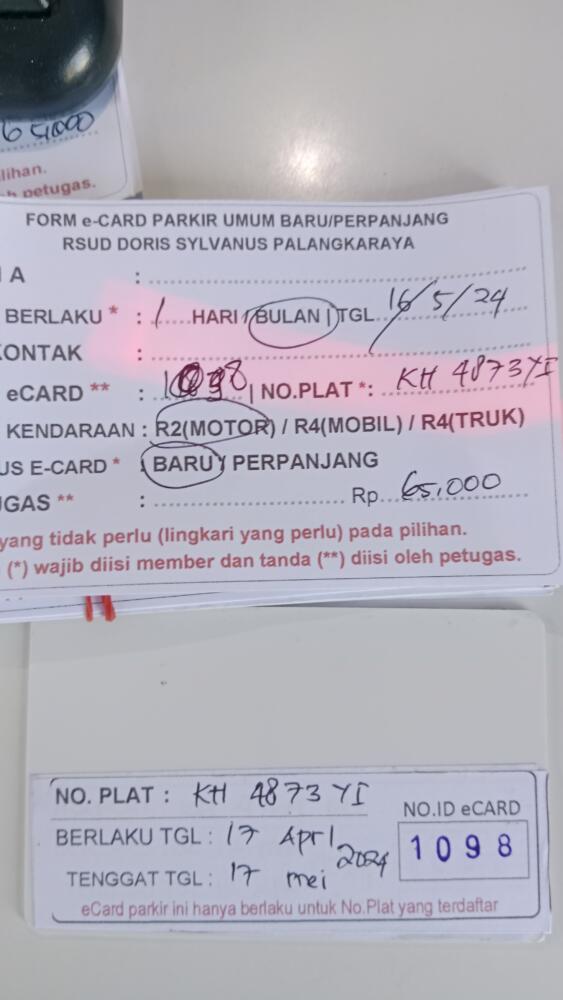 65,000
lihan.
h petugas.
FORM e-CARD PARKIR UMUM BARU/PERPANJANG
RSUD DORIS SYLVANUS PALANGKARAYA
A :
BERLAKU * : 1 HARI / BULAN | TGL 16/5/24
KONTAK :
eCARD ** : 1098 | NO.PLAT *: KH 4873 YI
KENDARAAN : R2(MOTOR) / R4(MOBIL) / R4(TRUK)
US E-CARD * : BARU / PERPANJANG
GAS ** : Rp. 65,000
yang tidak perlu (lingkari yang perlu) pada pilihan.
(*) wajib diisi member dan tanda (**) diisi oleh petugas.
NO. PLAT : KH 4873 YI
NO.ID eCARD
BERLAKU TGL : 17 Aprl 2024
1098
TENGGAT TGL : 17 mei
eCard parkir ini hanya berlaku untuk No.Plat yang terdaftar